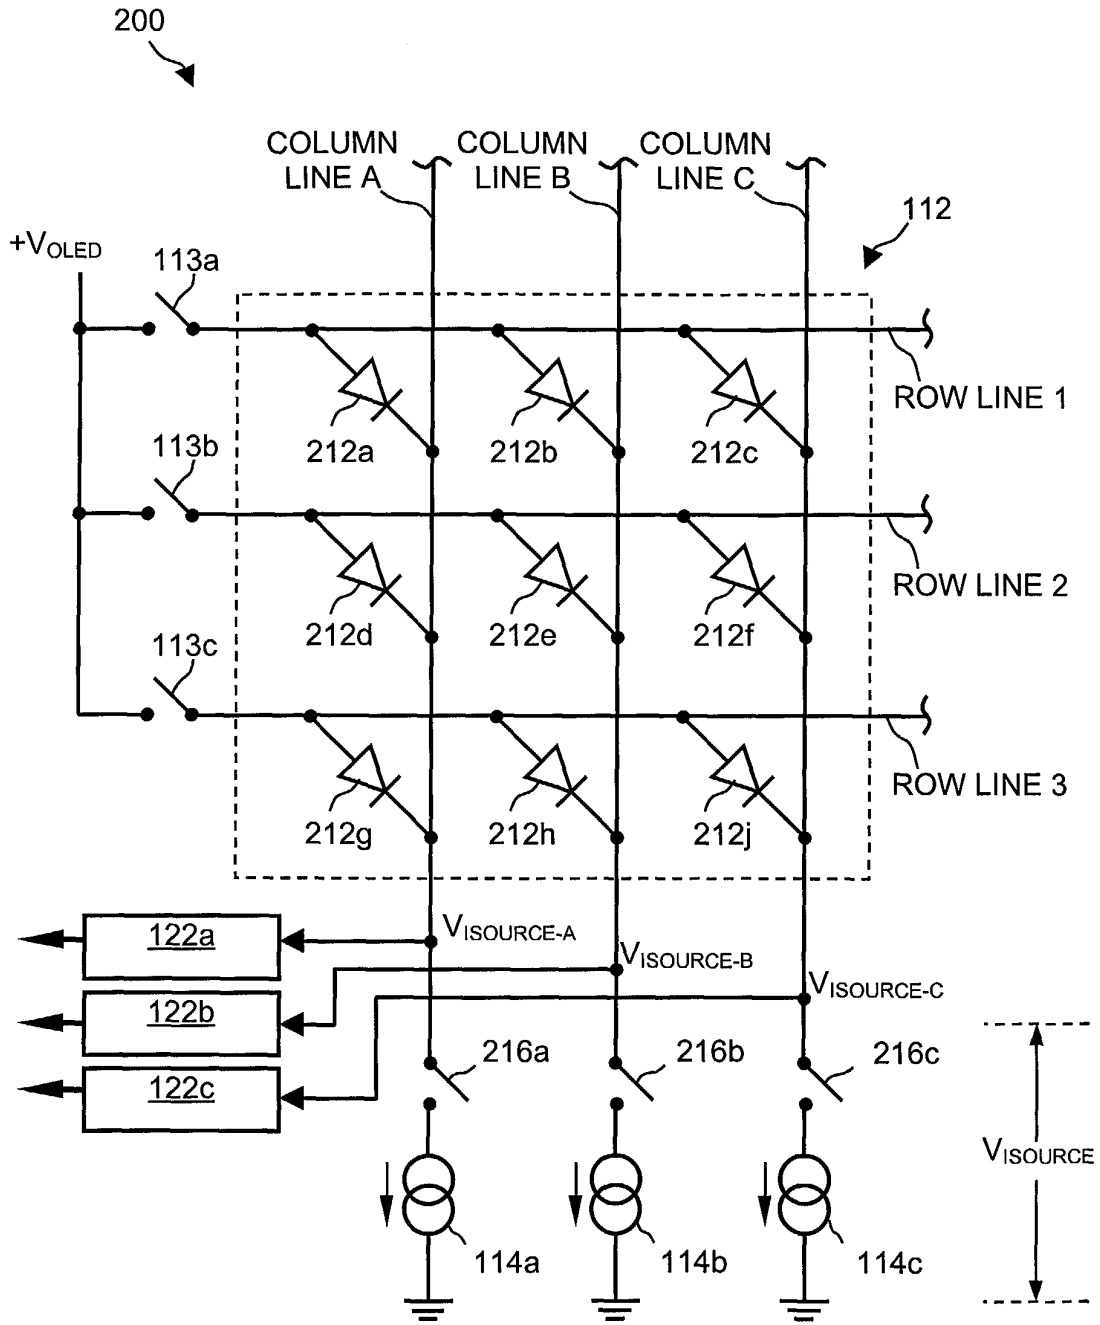 200
COLUMN LINE A
COLUMN LINE B
COLUMN LINE C
112
+VOLED
113a
ROW LINE 1
212a
212b
212c
113b
ROW LINE 2
212d
212e
212f
113c
ROW LINE 3
212g
212h
212j
122a
VISOURCE-A
VISOURCE-B
VISOURCE-C
122b
122c
216a
216b
216c
VISOURCE
114a
114b
114c